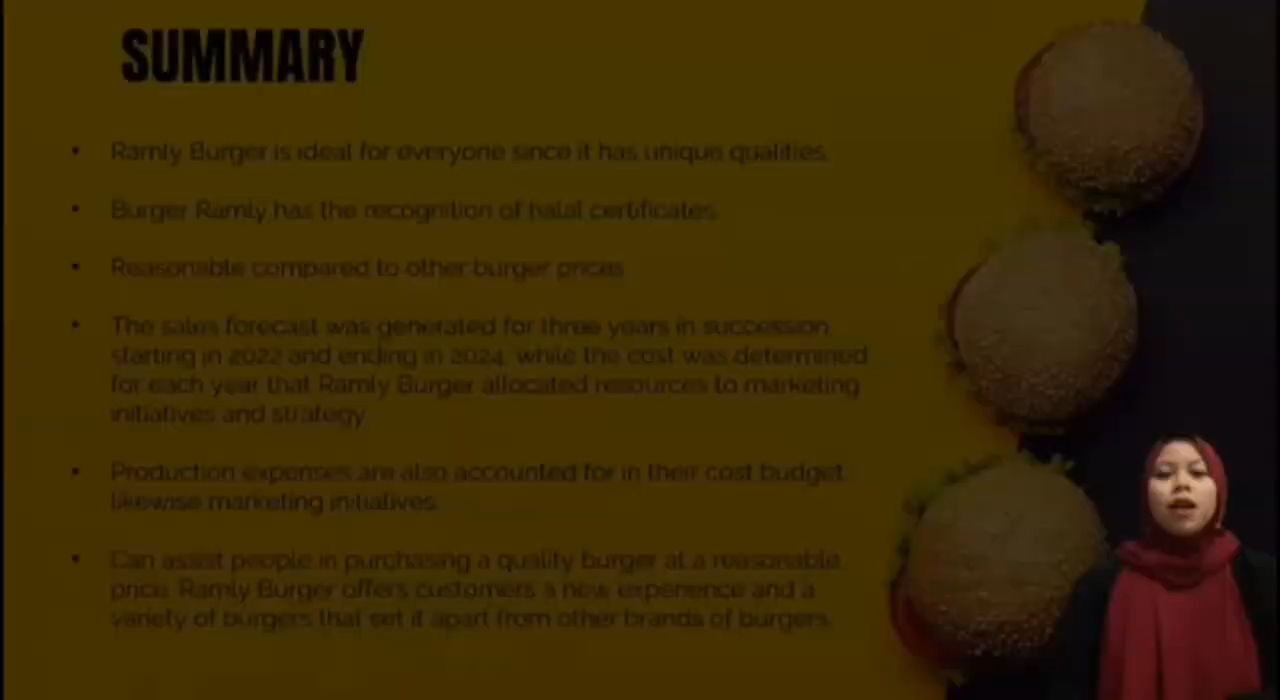 SUMMARY
• Ramly Burger is ideal for everyone since it has unique qualities.
• Burger Ramly has the recognition of halal certificates.
• Reasonable compared to other burger prices
• The sales forecast was generated for three years in succession
starting in 2022 and ending in 2024, while the cost was determined
for each year that Ramly Burger allocated resources to marketing
initiatives and strategy
• Production expenses are also accounted for in their cost budget,
likewise marketing initiatives.
• Can assist people in purchasing a quality burger at a reasonable
price. Ramly Burger offers customers a new experience and a
variety of burgers that set it apart from other brands of burgers.